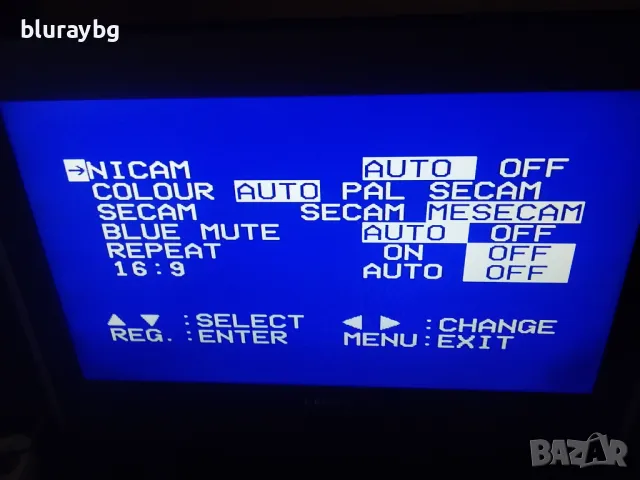 bluraybg
→NICAM AUTO OFF
COLOUR AUTO PAL SECAM
SECAM SECAM MESECAM
BLUE MUTE AUTO OFF
REPEAT ON OFF
16:9 AUTO OFF
▲ ▼ :SELECT ◀ ▶ :CHANGE
REG. :ENTER MENU:EXIT
BAZAR